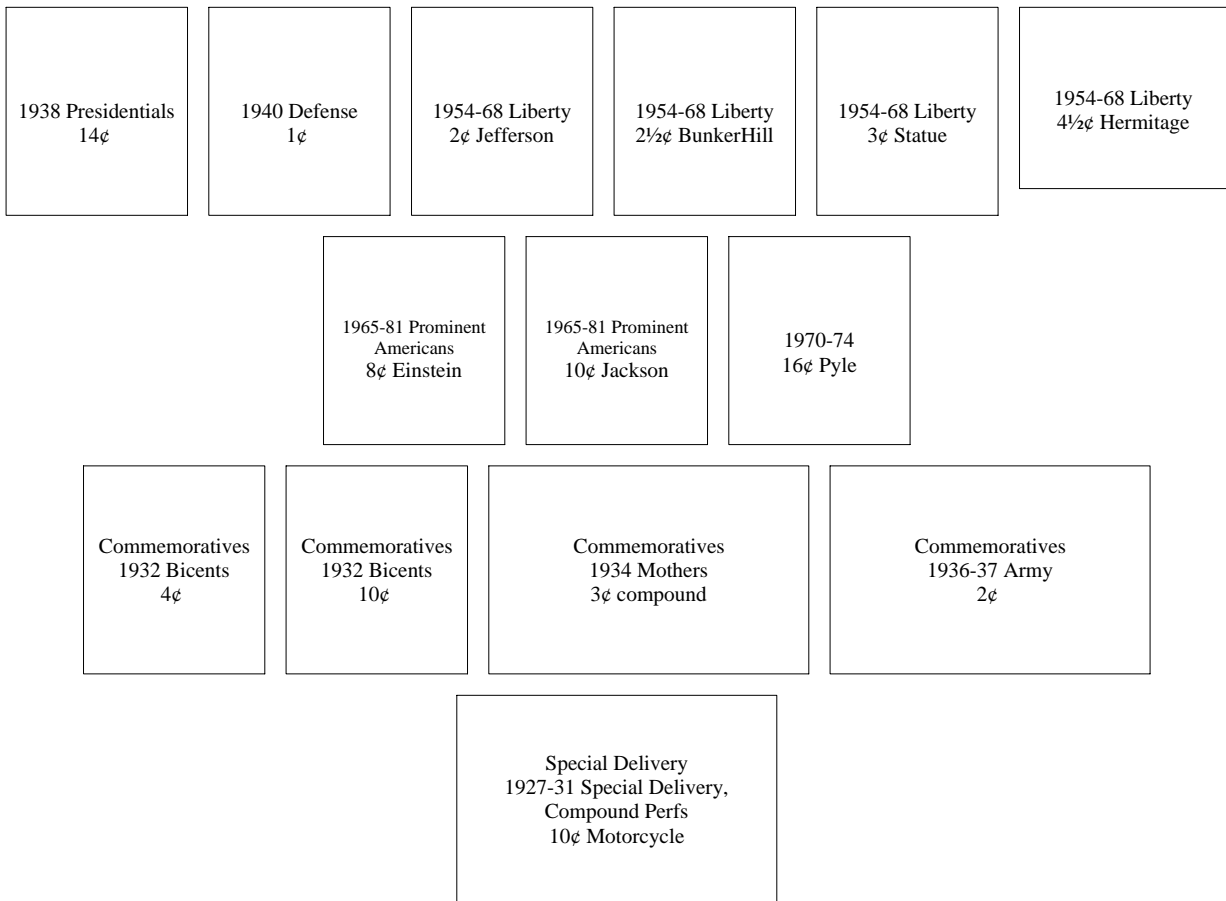 1938 Presidentials
14¢
1940 Defense
1¢
1954-68 Liberty
2¢ Jefferson
1954-68 Liberty
2½¢ BunkerHill
1954-68 Liberty
3¢ Statue
1954-68 Liberty
4½¢ Hermitage
1965-81 Prominent
Americans
8¢ Einstein
1965-81 Prominent
Americans
10¢ Jackson
1970-74
16¢ Pyle
Commemoratives
1932 Bicents
4¢
Commemoratives
1932 Bicents
10¢
Commemoratives
1934 Mothers
3¢ compound
Commemoratives
1936-37 Army
2¢
Special Delivery
1927-31 Special Delivery,
Compound Perfs
10¢ Motorcycle